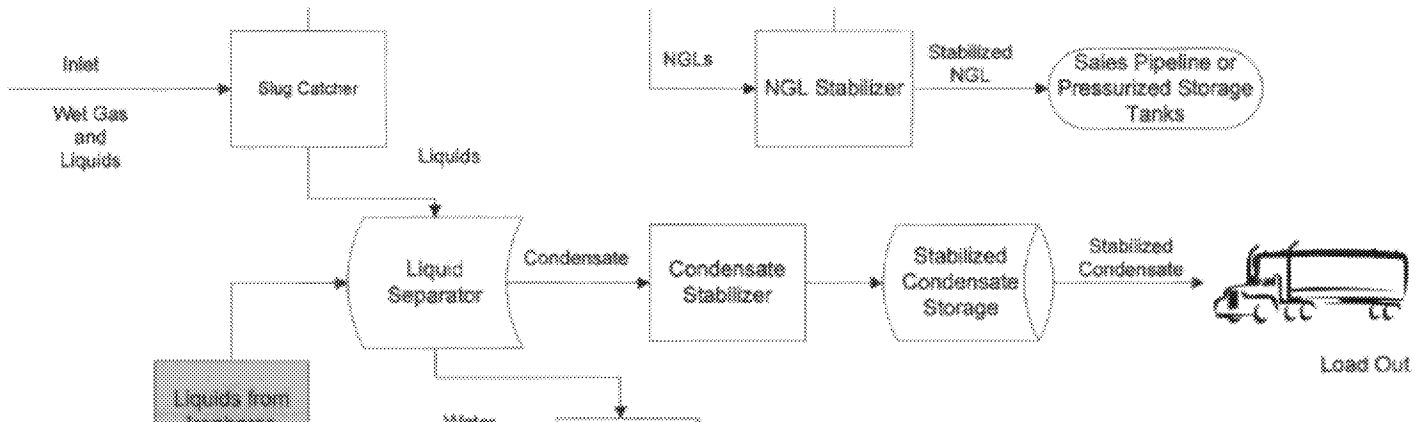 Inlet
Wet Gas
and
Liquids
Slug Catcher
NGLs
NGL Stabilizer
Stabilized
NGL
Sales Pipeline or
Pressurized Storage
Tanks
Liquids
Liquid
Separator
Condensate
Condensate
Stabilizer
Stabilized
Condensate
Storage
Stabilized
Condensate
Load Out
Liquids from
Water